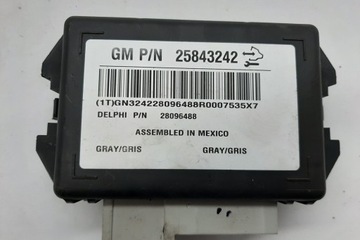 GM P/N 25843242
(1T)GN324228096488R0007535X7
DELPHI P/N 28096488
ASSEMBLED IN MEXICO
GRAY/GRIS GRAY/GRIS